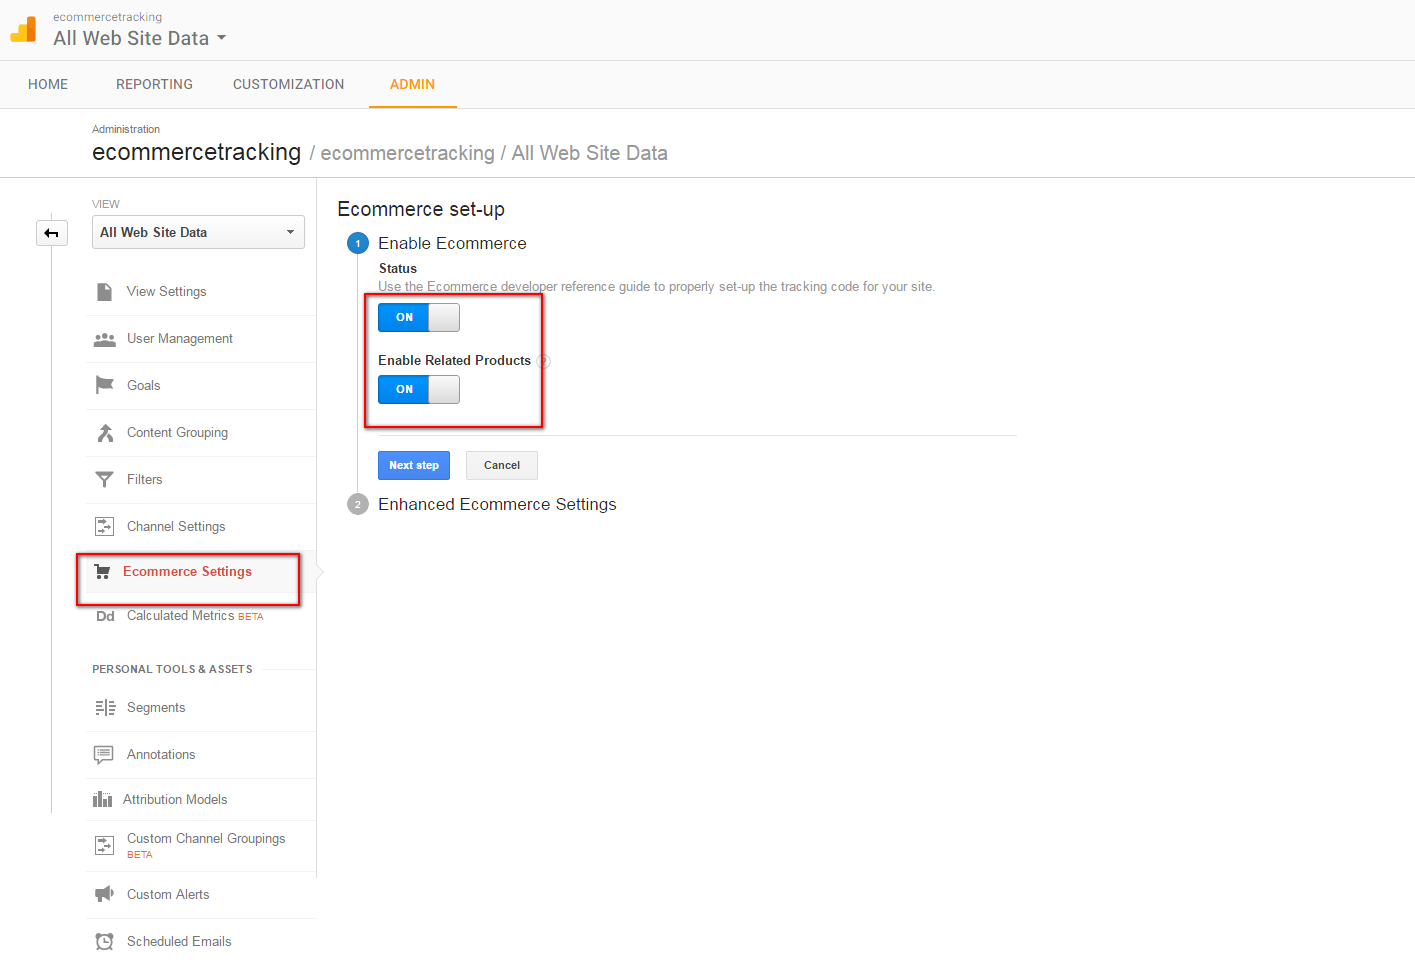 ecommercetracking
All Web Site Data
HOME REPORTING CUSTOMIZATION ADMIN
Administration
ecommercetracking / ecommercetracking / All Web Site Data
VIEW
All Web Site Data
View Settings
User Management
Goals
Content Grouping
Filters
Channel Settings
Ecommerce Settings
Dd Calculated Metrics BETA
PERSONAL TOOLS & ASSETS
Segments
Annotations
Attribution Models
Custom Channel Groupings
BETA
Custom Alerts
Scheduled Emails
Ecommerce set-up
1 Enable Ecommerce
Status
Use the Ecommerce developer reference guide to properly set-up the tracking code for your site.
ON
Enable Related Products ?
ON
Next step Cancel
2 Enhanced Ecommerce Settings